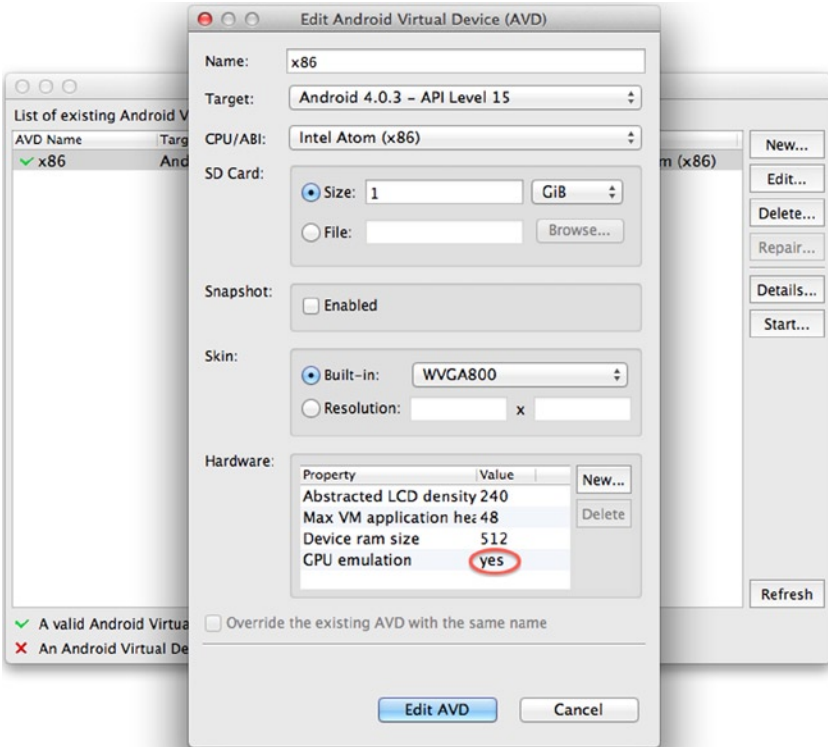 Edit Android Virtual Device (AVD)
Name: x86
Target: Android 4.0.3 – API Level 15
CPU/ABI: Intel Atom (x86)
SD Card:
Size: 1 GiB
File: Browse...
Snapshot:
Enabled
Skin:
Built-in: WVGA800
Resolution: x
Hardware:
Property Value
New...
Abstracted LCD density 240
Max VM application hea 48
Delete
Device ram size 512
GPU emulation yes
Override the existing AVD with the same name
Edit AVD Cancel
List of existing Android V
AVD Name Targ
x86 And m (x86)
New...
Edit...
Delete...
Repair...
Details...
Start...
Refresh
A valid Android Virtua
An Android Virtual De